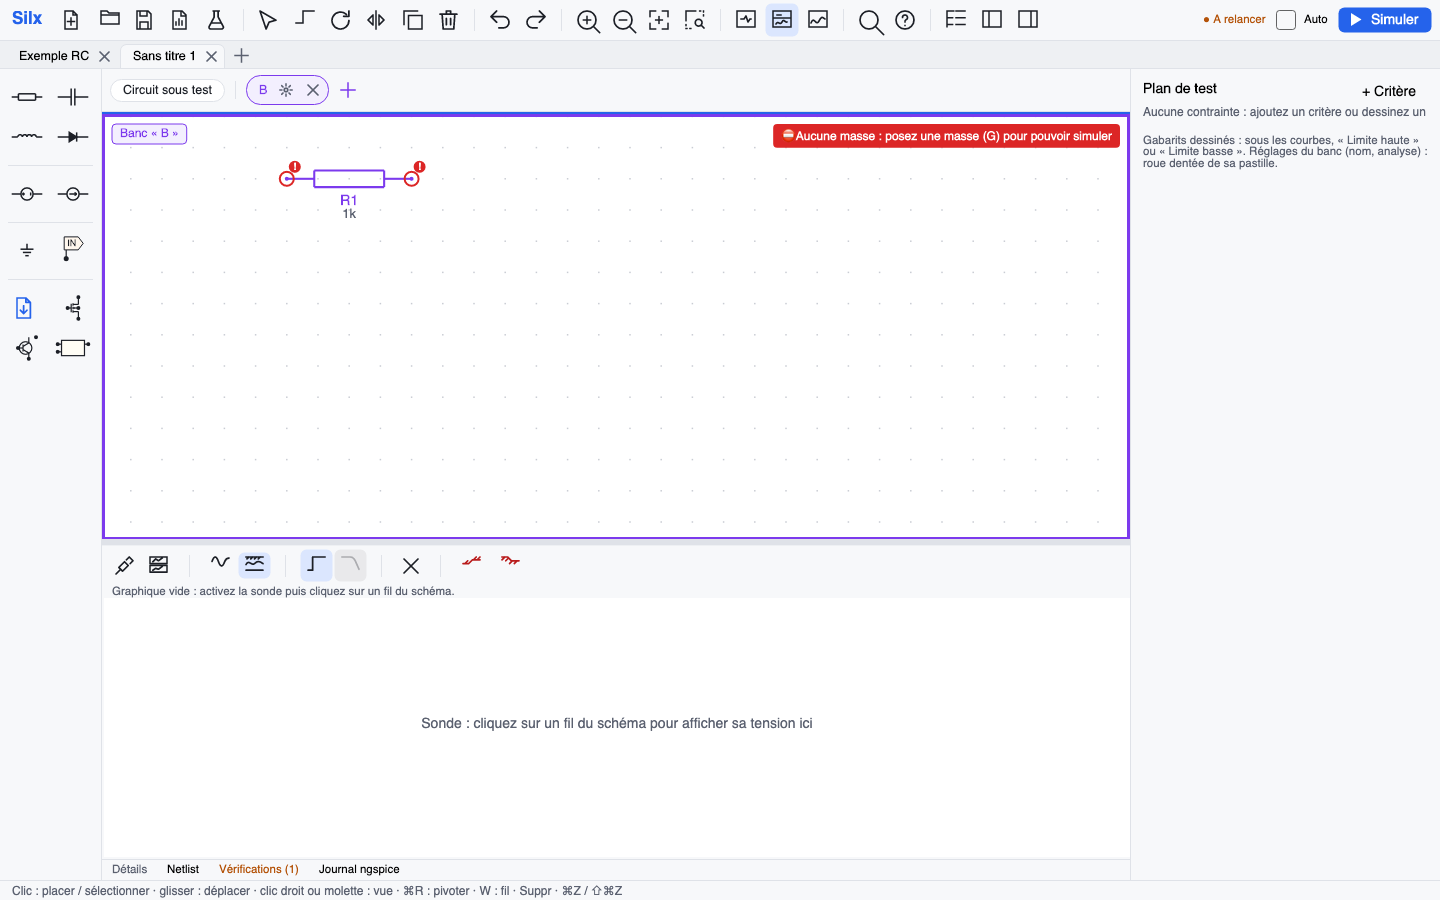 Silx
A relancer
Auto
Simuler
Exemple RC
Sans titre 1
Circuit sous test
B
Plan de test
+ Critère
Aucune contrainte : ajoutez un critère ou dessinez un
Gabarits dessinés : sous les courbes, « Limite haute »
ou « Limite basse ». Réglages du banc (nom, analyse) :
roue dentée de sa pastille.
Banc « B »
Aucune masse : posez une masse (G) pour pouvoir simuler
!
!
R1
1k
IN
Graphique vide : activez la sonde puis cliquez sur un fil du schéma.
Sonde : cliquez sur un fil du schéma pour afficher sa tension ici
Détails
Netlist
Vérifications (1)
Journal ngspice
Clic : placer / sélectionner · glisser : déplacer · clic droit ou molette : vue · ⌘R : pivoter · W : fil · Suppr · ⌘Z / ⇧⌘Z